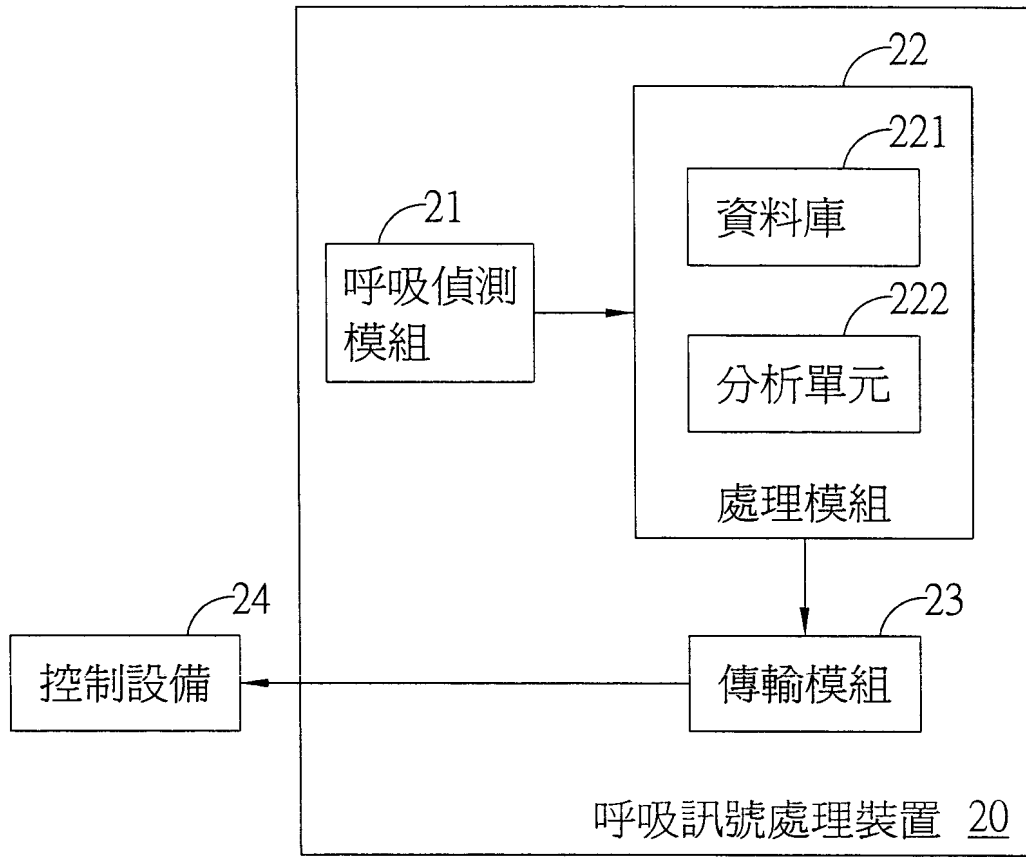 22
221
資料庫
21
呼吸偵測
模組
222
分析單元
處理模組
24
控制設備
23
傳輸模組
呼吸訊號處理裝置 20